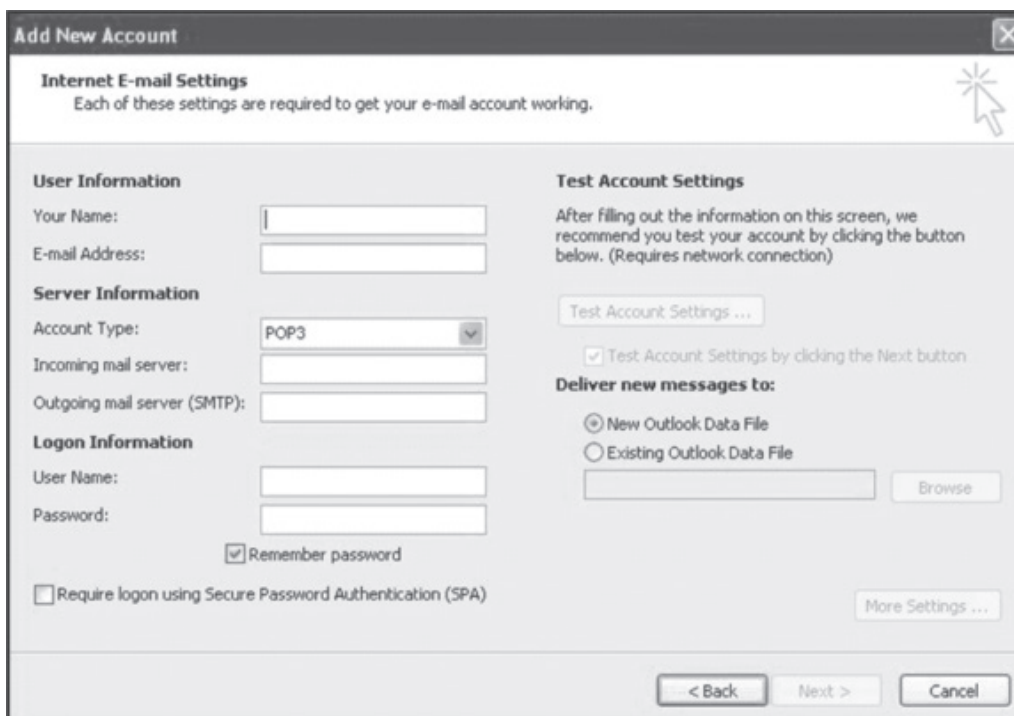 Add New Account
Internet E-mail Settings
Each of these settings are required to get your e-mail account working.
User Information
Your Name:
E-mail Address:
Server Information
Account Type:
POP3
Incoming mail server:
Outgoing mail server (SMTP):
Logon Information
User Name:
Password:
Remember password
Require logon using Secure Password Authentication (SPA)
Test Account Settings
After filling out the information on this screen, we
recommend you test your account by clicking the button
below. (Requires network connection)
Test Account Settings ...
Test Account Settings by clicking the Next button
Deliver new messages to:
New Outlook Data File
Existing Outlook Data File
Browse
More Settings ...
< Back
Next >
Cancel